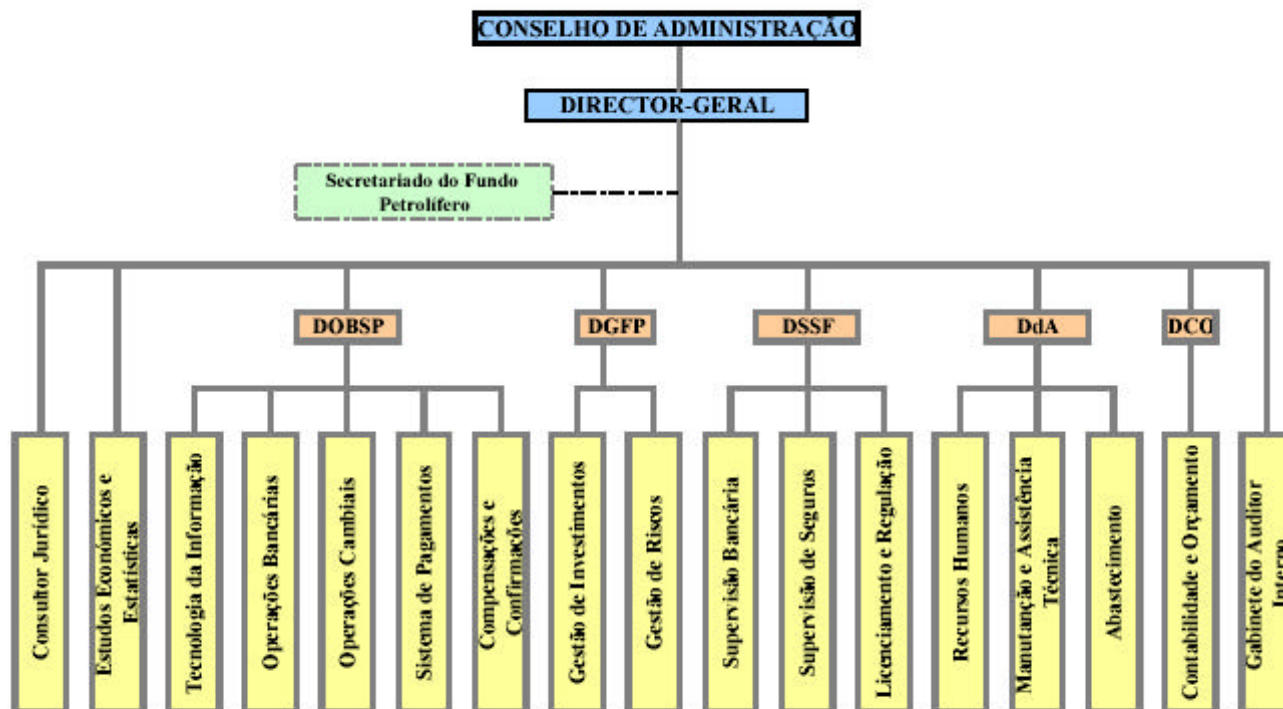 CONSELHO DE ADMINISTRAÇÃO
DIRECTOR-GERAL
Secretariado do Fundo
Petrolífero
DOBSP
DGFP
DSSF
DdA
DCO
Consultor Jurídico
Estudos Económicos e
Estatísticas
Tecnologia da Informação
Operações Bancárias
Operações Cambiais
Sistema de Pagamentos
Compensações e
Confirmações
Gestão de Investimentos
Gestão de Riscos
Supervisão Bancária
Supervisão de Seguros
Licenciamento e Regulação
Recursos Humanos
Manutanção e Assistência
Técnica
Abastecimento
Contabilidade e Orçamento
Gabinete do Auditor
Interno